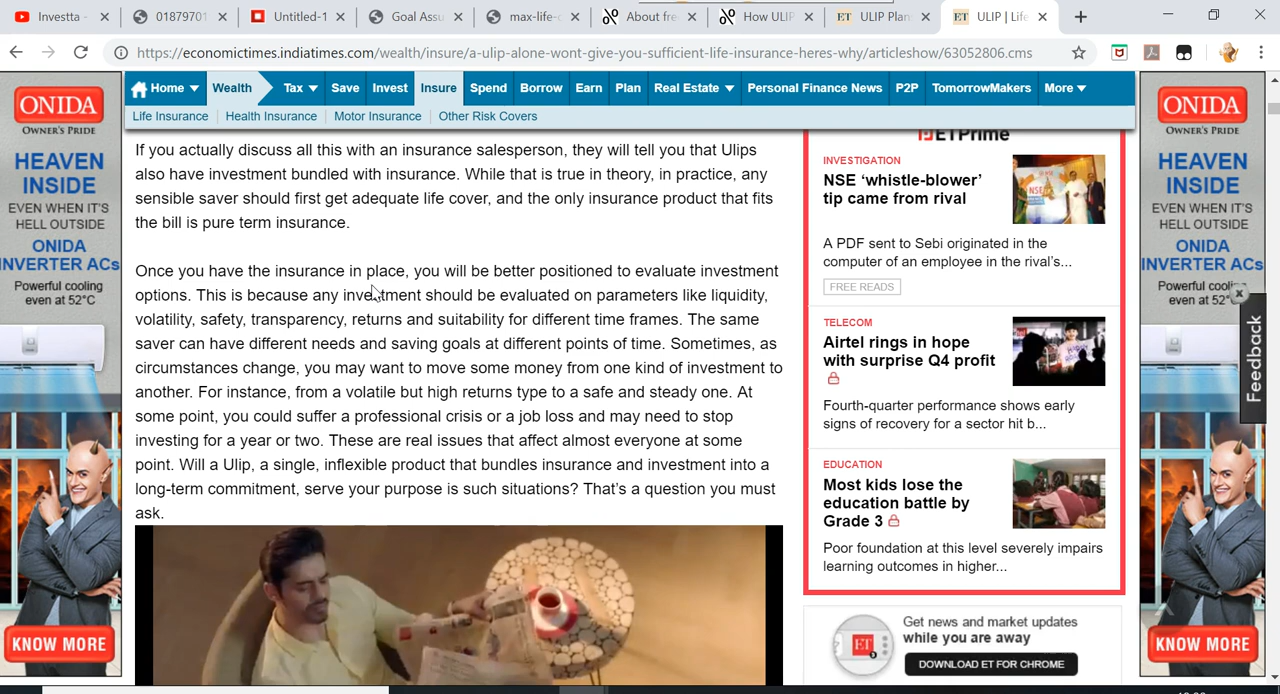 Investta
01879701
Untitled-1
Goal Assu
max-life-c
About fre
How ULIP
ULIP Plan
ULIP | Life
https://economictimes.indiatimes.com/wealth/insure/a-ulip-alone-wont-give-you-sufficient-life-insurance-heres-why/articleshow/63052806.cms
Home Wealth Tax Save Invest Insure Spend Borrow Earn Plan Real Estate Personal Finance News P2P TomorrowMakers More
Life Insurance Health Insurance Motor Insurance Other Risk Covers
ONIDA
OWNER'S PRIDE
HEAVEN
INSIDE
EVEN WHEN IT'S
HELL OUTSIDE
ONIDA
INVERTER ACs
Powerful cooling
even at 52°C
KNOW MORE
If you actually discuss all this with an insurance salesperson, they will tell you that Ulips
also have investment bundled with insurance. While that is true in theory, in practice, any
sensible saver should first get adequate life cover, and the only insurance product that fits
the bill is pure term insurance.
Once you have the insurance in place, you will be better positioned to evaluate investment
options. This is because any investment should be evaluated on parameters like liquidity,
volatility, safety, transparency, returns and suitability for different time frames. The same
saver can have different needs and saving goals at different points of time. Sometimes, as
circumstances change, you may want to move some money from one kind of investment to
another. For instance, from a volatile but high returns type to a safe and steady one. At
some point, you could suffer a professional crisis or a job loss and may need to stop
investing for a year or two. These are real issues that affect almost everyone at some
point. Will a Ulip, a single, inflexible product that bundles insurance and investment into a
long-term commitment, serve your purpose is such situations? That's a question you must
ask.
ETPrime
INVESTIGATION
NSE 'whistle-blower'
tip came from rival
A PDF sent to Sebi originated in the
computer of an employee in the rival's...
FREE READS
TELECOM
Airtel rings in hope
with surprise Q4 profit
Fourth-quarter performance shows early
signs of recovery for a sector hit b...
EDUCATION
Most kids lose the
education battle by
Grade 3
Poor foundation at this level severely impairs
learning outcomes in higher...
ET
Get news and market updates
while you are away
DOWNLOAD ET FOR CHROME
ONIDA
OWNER'S PRIDE
HEAVEN
INSIDE
EVEN WHEN IT'S
HELL OUTSIDE
ONIDA
INVERTER ACs
Powerful cooling
even at 52°
KNOW MORE
Feedback